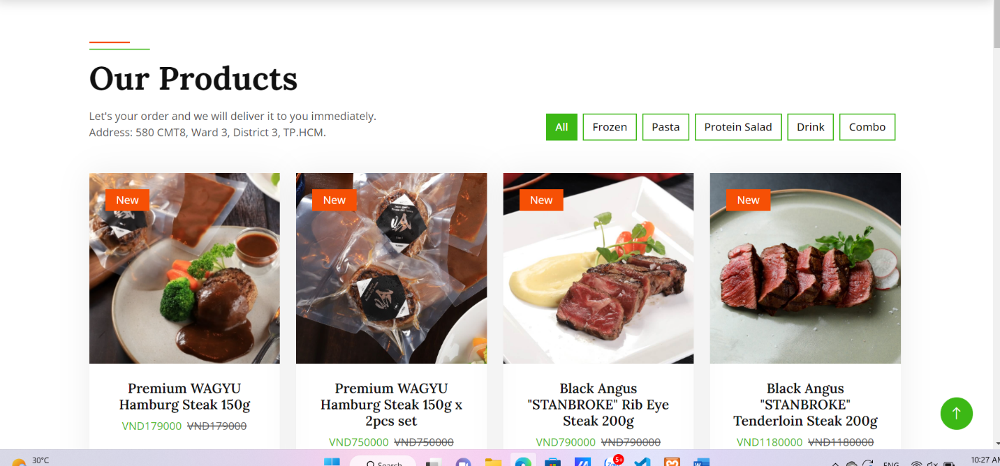 Our Products
Let's your order and we will deliver it to you immediately.
Address: 580 CMT8, Ward 3, District 3, TP.HCM.
All
Frozen
Pasta
Protein Salad
Drink
Combo
New
New
New
New
Premium WAGYU
Hamburg Steak 150g
VND179000 VND179000
Premium WAGYU
Hamburg Steak 150g x
2pcs set
VND750000 VND750000
Black Angus
"STANBROKE" Rib Eye
Steak 200g
VND790000 VND790000
Black Angus
"STANBROKE"
Tenderloin Steak 200g
VND1180000 VND1180000
30°C
Search
5+
ENG
10:27 AM